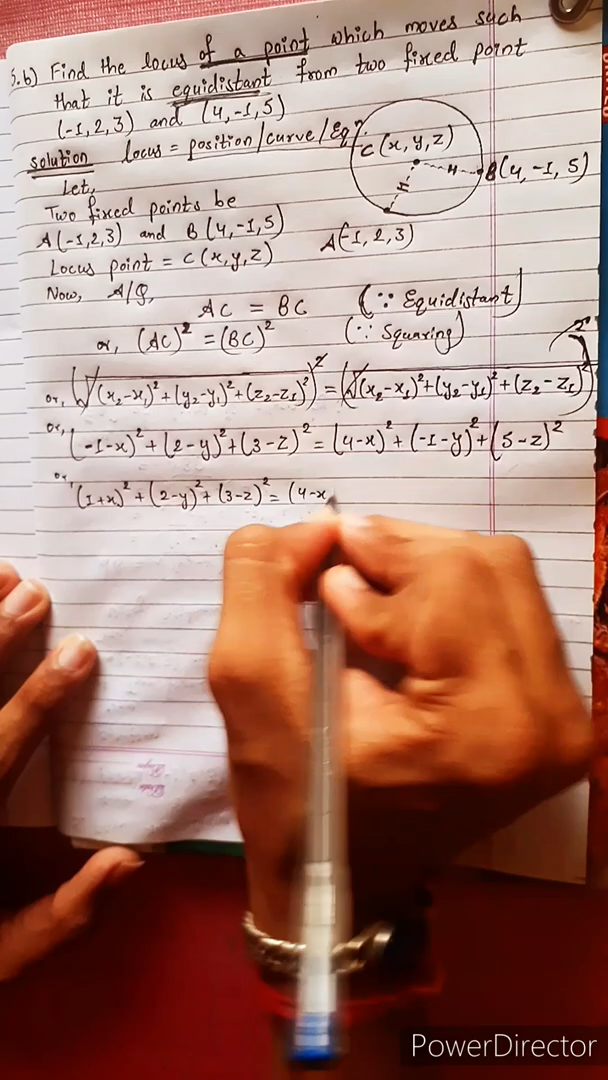 5.b) Find the locus of a point which moves such
that it is equidistant from two fixed point
(-1,2,3) and (4,-1,5)
solution locus = position/curve/Eqn.
C(x,y,z)
B(4,-1,5)
A(-1,2,3)
Let,
Two fixed points be
A(-1,2,3) and B(4,-1,5)
Locus point = C(x,y,z)
Now, A/Q,
AC = BC (∵ Equidistant)
or, (AC)² = (BC)² (∵ Squaring)
or, (√(x₂-x₁)²+(y₂-y₁)²+(z₂-z₁)²)² = (√(x₂-x₁)²+(y₂-y₁)²+(z₂-z₁)²)²
or, (-1-x)²+(2-y)²+(3-z)² = (4-x)²+(-1-y)²+(5-z)²
or, (1+x)²+(2-y)²+(3-z)² = (4-x
PowerDirector